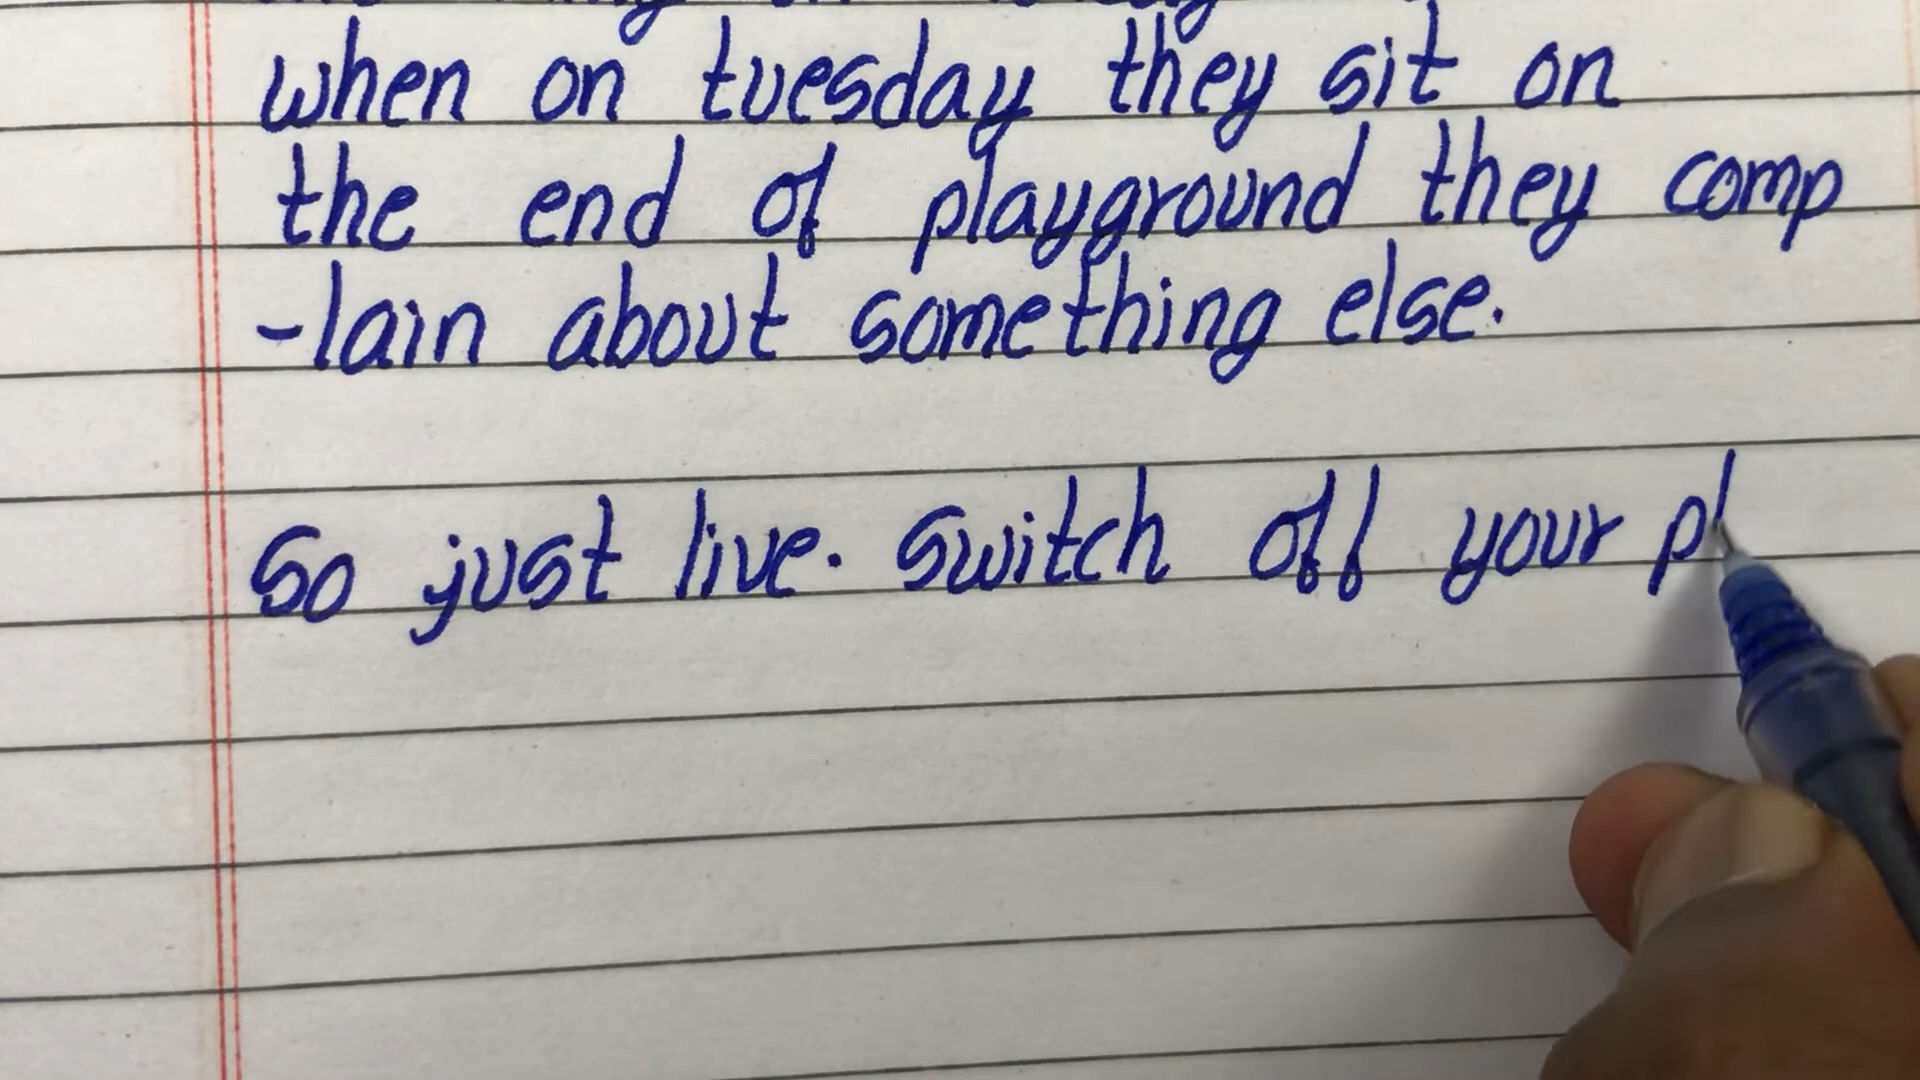 when on tuesday they sit on
the end of playground they comp
-lain about something else.
So just live. Switch off your